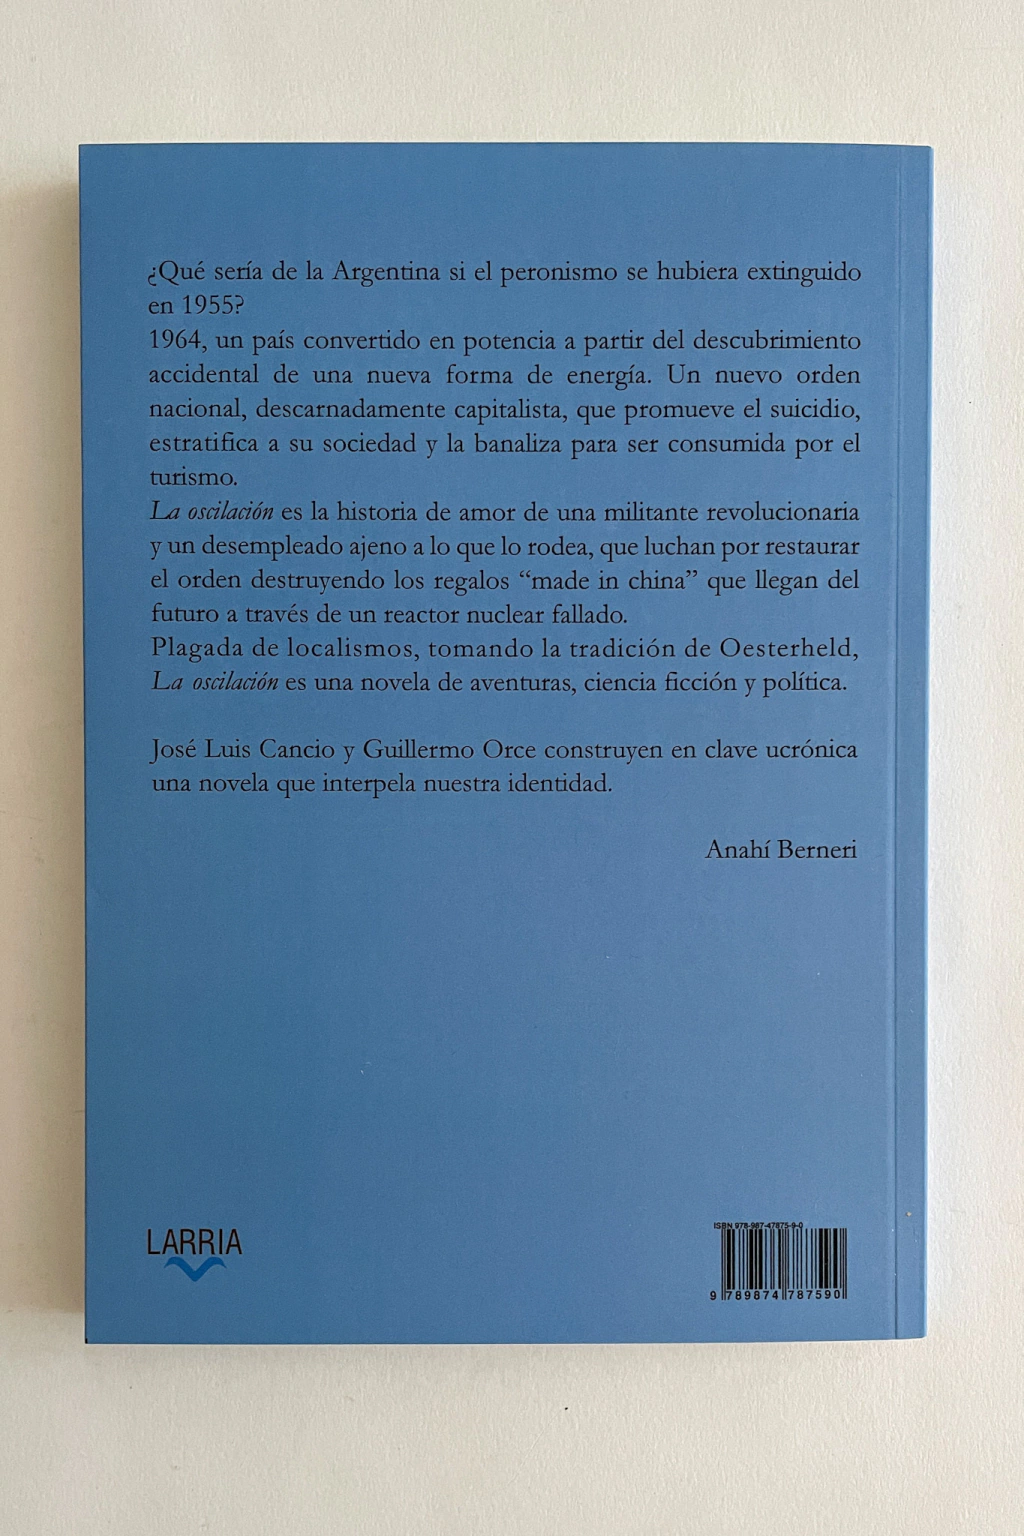 ¿Qué sería de la Argentina si el peronismo se hubiera extinguido
en 1955?
1964, un país convertido en potencia a partir del descubrimiento
accidental de una nueva forma de energía. Un nuevo orden
nacional, descarnadamente capitalista, que promueve el suicidio,
estratifica a su sociedad y la banaliza para ser consumida por el
turismo.
La oscilación es la historia de amor de una militante revolucionaria
y un desempleado ajeno a lo que lo rodea, que luchan por restaurar
el orden destruyendo los regalos “made in china” que llegan del
futuro a través de un reactor nuclear fallado.
Plagada de localismos, tomando la tradición de Oesterheld,
La oscilación es una novela de aventuras, ciencia ficción y política.
José Luis Cancio y Guillermo Orce construyen en clave ucrónica
una novela que interpela nuestra identidad.
Anahí Berneri
LARRIA
ISBN 978-987-47875-9-0
9 789874 787590